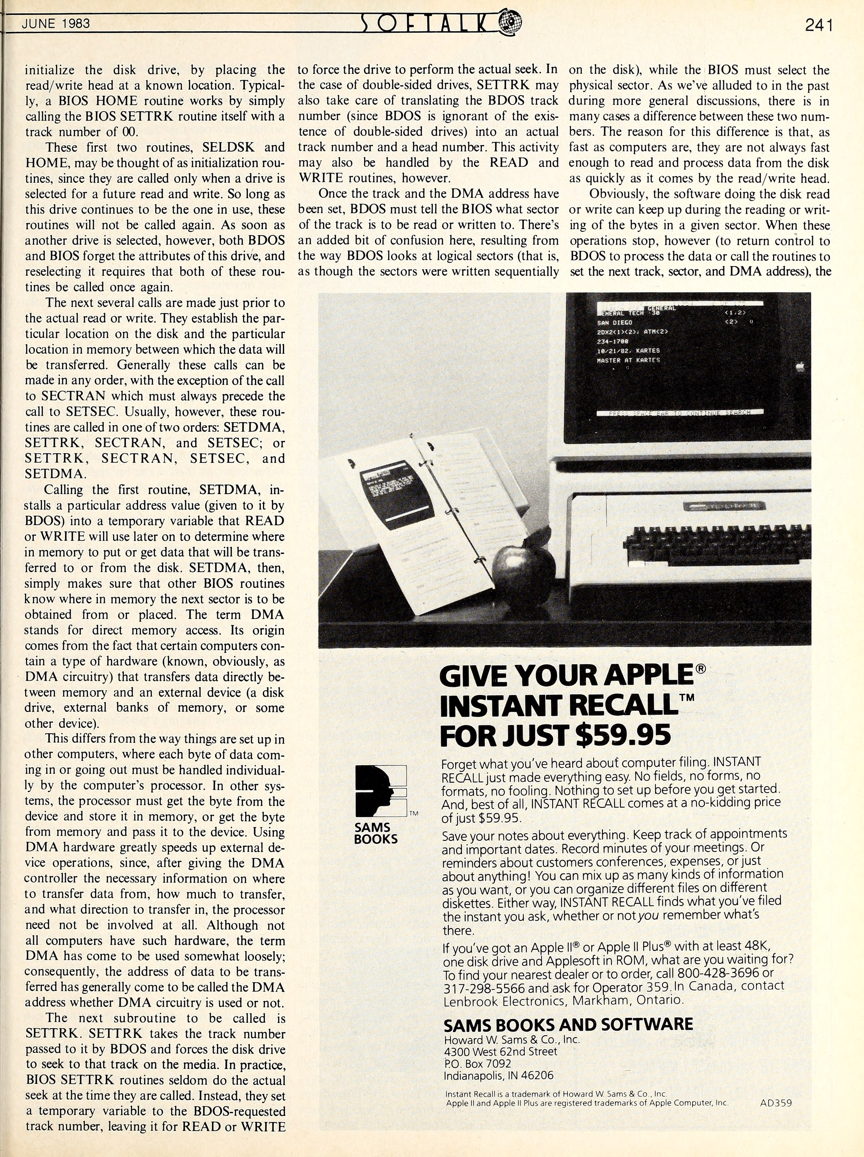 JUNE 1983
SOFTALK
241
initialize the disk drive, by placing the
read/write head at a known location. Typical-
ly, a BIOS HOME routine works by simply
calling the BIOS SETTRK routine itself with a
track number of 00.
These first two routines, SELDSK and
HOME, may be thought of as initialization rou-
tines, since they are called only when a drive is
selected for a future read and write. So long as
this drive continues to be the one in use, these
routines will not be called again. As soon as
another drive is selected, however, both BDOS
and BIOS forget the attributes of this drive, and
reselecting it requires that both of these rou-
tines be called once again.
The next several calls are made just prior to
the actual read or write. They establish the par-
ticular location on the disk and the particular
location in memory between which the data will
be transferred. Generally these calls can be
made in any order, with the exception of the call
to SECTRAN which must always precede the
call to SETSEC. Usually, however, these rou-
tines are called in one of two orders: SETDMA,
SETTRK, SECTRAN, and SETSEC; or
SETTRK, SECTRAN, SETSEC, and
SETDMA.
Calling the first routine, SETDMA, in-
stalls a particular address value (given to it by
BDOS) into a temporary variable that READ
or WRITE will use later on to determine where
in memory to put or get data that will be trans-
ferred to or from the disk. SETDMA, then,
simply makes sure that other BIOS routines
know where in memory the next sector is to be
obtained from or placed. The term DMA
stands for direct memory access. Its origin
comes from the fact that certain computers con-
tain a type of hardware (known, obviously, as
DMA circuitry) that transfers data directly be-
tween memory and an external device (a disk
drive, external banks of memory, or some
other device).
This differs from the way things are set up in
other computers, where each byte of data com-
ing in or going out must be handled individual-
ly by the computer's processor. In other sys-
tems, the processor must get the byte from the
device and store it in memory, or get the byte
from memory and pass it to the device. Using
DMA hardware greatly speeds up external de-
vice operations, since, after giving the DMA
controller the necessary information on where
to transfer data from, how much to transfer,
and what direction to transfer in, the processor
need not be involved at all. Although not
all computers have such hardware, the term
DMA has come to be used somewhat loosely;
consequently, the address of data to be trans-
ferred has generally come to be called the DMA
address whether DMA circuitry is used or not.
The next subroutine to be called is
SETTRK. SETTRK takes the track number
passed to it by BDOS and forces the disk drive
to seek to that track on the media. In practice,
BIOS SETTRK routines seldom do the actual
seek at the time they are called. Instead, they set
a temporary variable to the BDOS-requested
track number, leaving it for READ or WRITE
to force the drive to perform the actual seek. In
the case of double-sided drives, SETTRK may
also take care of translating the BDOS track
number (since BDOS is ignorant of the exis-
tence of double-sided drives) into an actual
track number and a head number. This activity
may also be handled by the READ and
WRITE routines, however.
Once the track and the DMA address have
been set, BDOS must tell the BIOS what sector
of the track is to be read or written to. There's
an added bit of confusion here, resulting from
the way BDOS looks at logical sectors (that is,
as though the sectors were written sequentially
on the disk), while the BIOS must select the
physical sector. As we've alluded to in the past
during more general discussions, there is in
many cases a difference between these two num-
bers. The reason for this difference is that, as
fast as computers are, they are not always fast
enough to read and process data from the disk
as quickly as it comes by the read/write head.
Obviously, the software doing the disk read
or write can keep up during the reading or writ-
ing of the bytes in a given sector. When these
operations stop, however (to return control to
BDOS to process the data or call the routines to
set the next track, sector, and DMA address), the
GENERAL
GENERAL TECH -30 <1,2>
SAN DIEGO <2>
2DX2<1><2>, ATM<2>
234-1700
10/21/82. KARTES
MASTER AT KARTES
PRESS SPACE BAR TO CONTINUE SEARCH
GIVE YOUR APPLE®
INSTANT RECALL™
FOR JUST $59.95
Forget what you've heard about computer filing. INSTANT
RECALL just made everything easy. No fields, no forms, no
formats, no fooling. Nothing to set up before you get started.
And, best of all, INSTANT RECALL comes at a no-kidding price
of just $59.95.
TM
SAMS
BOOKS
Save your notes about everything. Keep track of appointments
and important dates. Record minutes of your meetings. Or
reminders about customers conferences, expenses, or just
about anything! You can mix up as many kinds of information
as you want, or you can organize different files on different
diskettes. Either way, INSTANT RECALL finds what you've filed
the instant you ask, whether or not you remember what's
there.
If you've got an Apple II® or Apple II Plus® with at least 48K,
one disk drive and Applesoft in ROM, what are you waiting for?
To find your nearest dealer or to order, call 800-428-3696 or
317-298-5566 and ask for Operator 359. In Canada, contact
Lenbrook Electronics, Markham, Ontario.
SAMS BOOKS AND SOFTWARE
Howard W. Sams & Co., Inc.
4300 West 62nd Street
P.O. Box 7092
Indianapolis, IN 46206
Instant Recall is a trademark of Howard W. Sams & Co., Inc.
Apple II and Apple II Plus are registered trademarks of Apple Computer, Inc.
AD359